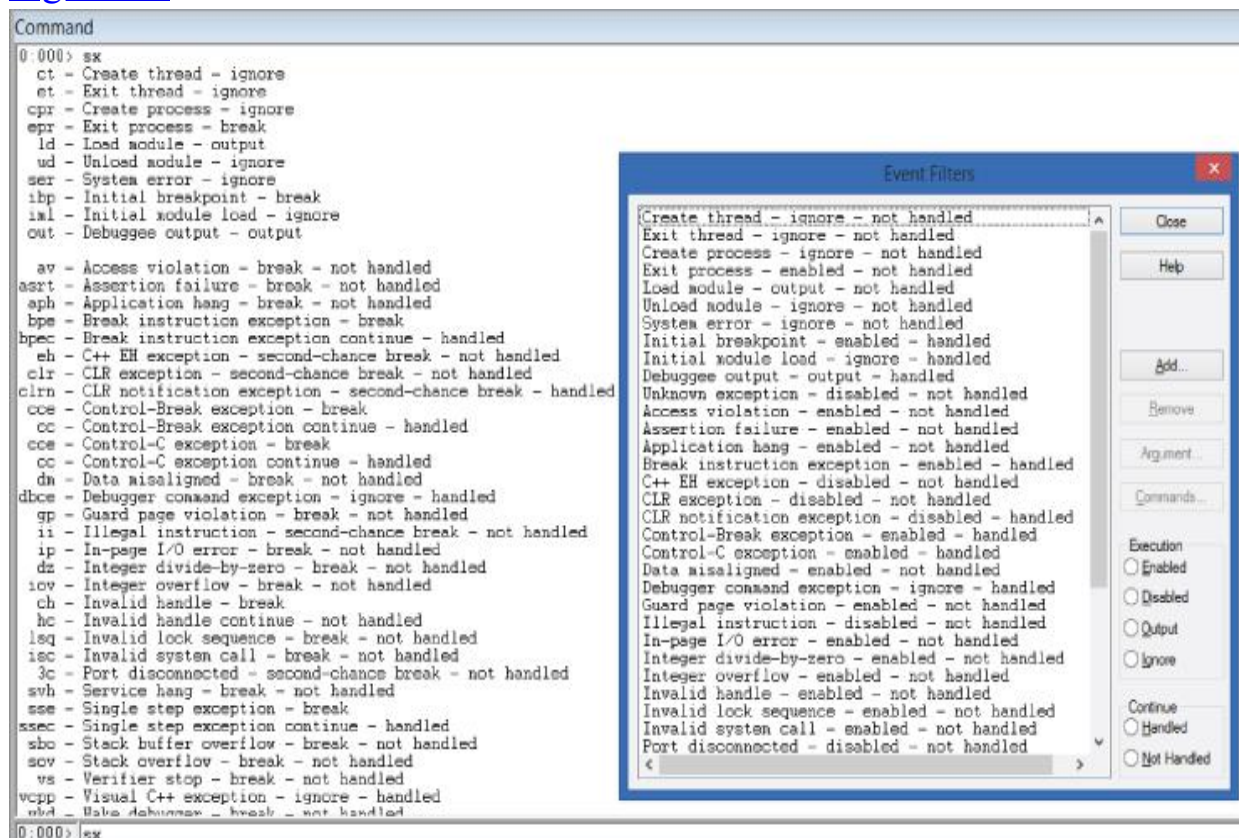 Command
0:000> sx
ct - Create thread - ignore
et - Exit thread - ignore
cpr - Create process - ignore
epr - Exit process - break
ld - Load module - output
ud - Unload module - ignore
ser - System error - ignore
ibp - Initial breakpoint - break
iml - Initial module load - ignore
out - Debuggee output - output
av - Access violation - break - not handled
asrt - Assertion failure - break - not handled
aph - Application hang - break - not handled
bpe - Break instruction exception - break
bpec - Break instruction exception continue - handled
eh - C++ EH exception - second-chance break - not handled
clr - CLR exception - second-chance break - not handled
clrn - CLR notification exception - second-chance break - handled
cce - Control-Break exception - break
cc - Control-Break exception continue - handled
cce - Control-C exception - break
cc - Control-C exception continue - handled
dm - Data misaligned - break - not handled
dbce - Debugger command exception - ignore - handled
gp - Guard page violation - break - not handled
ii - Illegal instruction - second-chance break - not handled
ip - In-page I/O error - break - not handled
dz - Integer divide-by-zero - break - not handled
iov - Integer overflow - break - not handled
ch - Invalid handle - break
hc - Invalid handle continue - not handled
lsq - Invalid lock sequence - break - not handled
isc - Invalid system call - break - not handled
3c - Port disconnected - second-chance break - not handled
svh - Service hang - break - not handled
sse - Single step exception - break
ssec - Single step exception continue - handled
sbo - Stack buffer overflow - break - not handled
sov - Stack overflow - break - not handled
vs - Verifier stop - break - not handled
vcpp - Visual C++ exception - ignore - handled
wkd - Wake debugger - break - not handled
0:000> sx
Event Filters
Create thread - ignore - not handled
Exit thread - ignore - not handled
Create process - ignore - not handled
Exit process - enabled - not handled
Load module - output - not handled
Unload module - ignore - not handled
System error - ignore - not handled
Initial breakpoint - enabled - handled
Initial module load - ignore - handled
Debuggee output - output - handled
Unknown exception - disabled - not handled
Access violation - enabled - not handled
Assertion failure - enabled - not handled
Application hang - enabled - not handled
Break instruction exception - enabled - handled
C++ EH exception - disabled - not handled
CLR exception - disabled - not handled
CLR notification exception - disabled - handled
Control-Break exception - enabled - handled
Control-C exception - enabled - handled
Data misaligned - enabled - not handled
Debugger command exception - ignore - handled
Guard page violation - enabled - not handled
Illegal instruction - disabled - not handled
In-page I/O error - enabled - not handled
Integer divide-by-zero - enabled - not handled
Integer overflow - enabled - not handled
Invalid handle - enabled - not handled
Invalid lock sequence - enabled - not handled
Invalid system call - enabled - not handled
Port disconnected - disabled - not handled
Close
Help
Add...
Remove
Argument...
Commands...
Execution
Enabled
Disabled
Output
Ignore
Continue
Handled
Not Handled